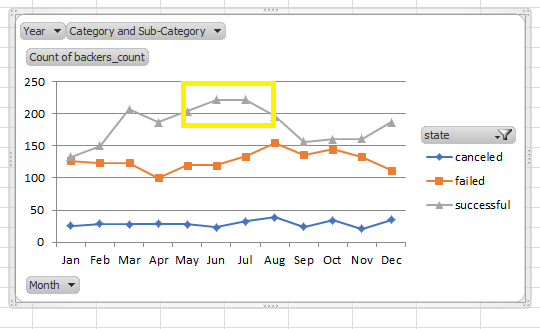 Year Category and Sub-Category
Count of backers_count
250
200
150
100
50
0
Jan Feb Mar Apr May Jun Jul Aug Sep Oct Nov Dec
state
canceled
failed
successful
Month